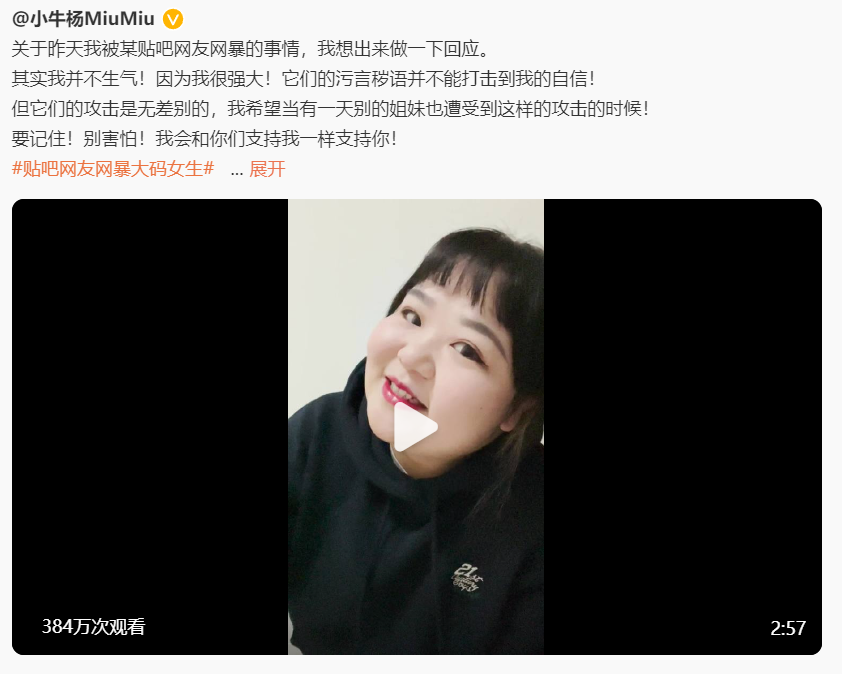 @小牛杨MiuMiu
关于昨天我被某贴吧网友网暴的事情，我想出来做一下回应。
其实我并不生气！因为我很强大！它们的污言秽语并不能打击到我的自信！
但它们的攻击是无差别的，我希望当有一天别的姐妹也遭受到这样的攻击的时候！
要记住！别害怕！我会和你们支持我一样支持你！
#贴吧网友网暴大码女生# ... 展开
21st
384万次观看
2:57